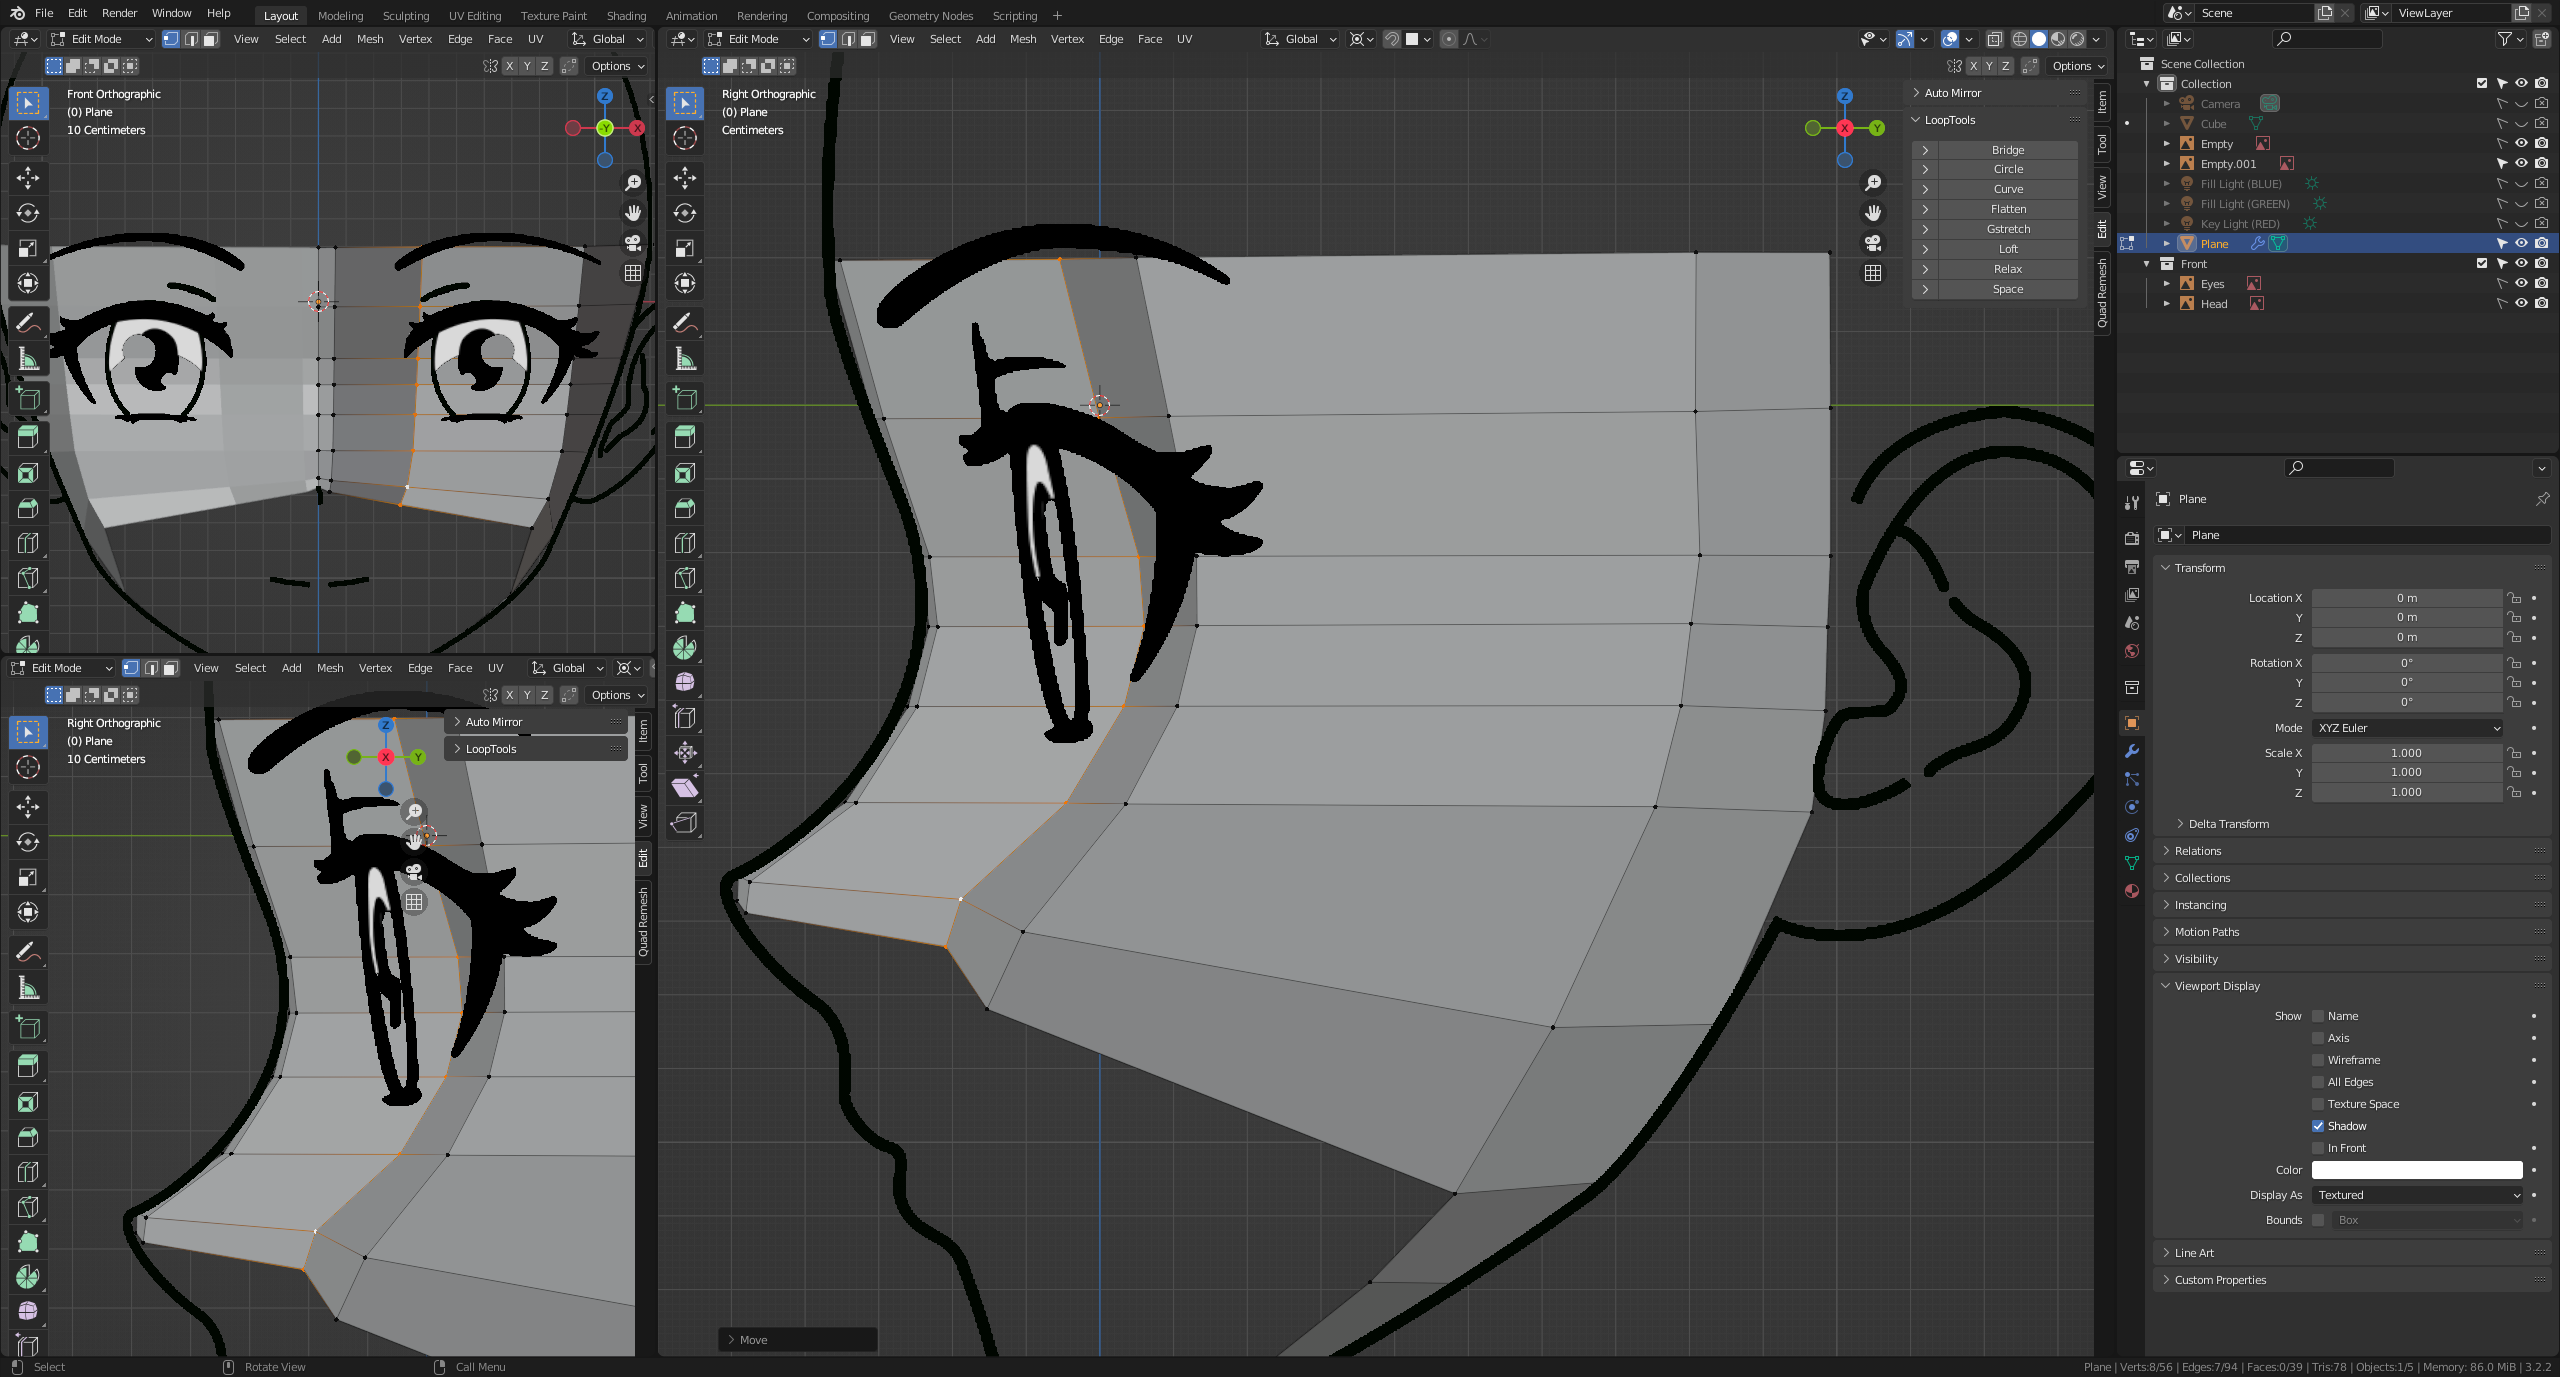 File Edit Render Window Help Layout Modeling Sculpting UV Editing Texture Paint Shading Animation Rendering Compositing Geometry Nodes Scripting + Scene ViewLayer
Edit Mode View Select Add Mesh Vertex Edge Face UV Global
X Y Z Options
Front Orthographic
(0) Plane
10 Centimeters
Z
Y X
Edit Mode View Select Add Mesh Vertex Edge Face UV Global
X Y Z Options
Right Orthographic
(0) Plane
10 Centimeters
Z
X Y
Auto Mirror
LoopTools
Item
Tool
View
Edit
Quad Remesh
Edit Mode View Select Add Mesh Vertex Edge Face UV Global
X Y Z Options
Right Orthographic
(0) Plane
Centimeters
Z
X Y
Auto Mirror
LoopTools
Bridge
Circle
Curve
Flatten
Gstretch
Loft
Relax
Space
Item
Tool
View
Edit
Quad Remesh
Move
Scene Collection
Collection
Camera
Cube
Empty
Empty.001
Fill Light (BLUE)
Fill Light (GREEN)
Key Light (RED)
Plane
Front
Eyes
Head
Plane
Plane
Transform
Location X 0 m
Y 0 m
Z 0 m
Rotation X 0°
Y 0°
Z 0°
Mode XYZ Euler
Scale X 1.000
Y 1.000
Z 1.000
Delta Transform
Relations
Collections
Instancing
Motion Paths
Visibility
Viewport Display
Show Name
Axis
Wireframe
All Edges
Texture Space
Shadow
In Front
Color
Display As Textured
Bounds Box
Line Art
Custom Properties
Select Rotate View Call Menu Plane | Verts:8/56 | Edges:7/94 | Faces:0/39 | Tris:78 | Objects:1/5 | Memory: 86.0 MiB | 3.2.2